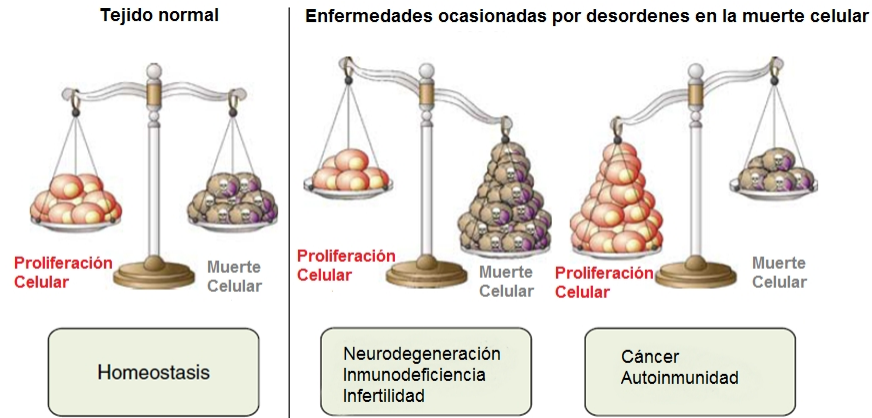 Tejido normal
Enfermedades ocasionadas por desordenes en la muerte celular
Proliferación
Celular
Muerte
Celular
Proliferación
Celular
Muerte
Celular
Proliferación
Celular
Muerte
Celular
Homeostasis
Neurodegeneración
Inmunodeficiencia
Infertilidad
Cáncer
Autoinmunidad